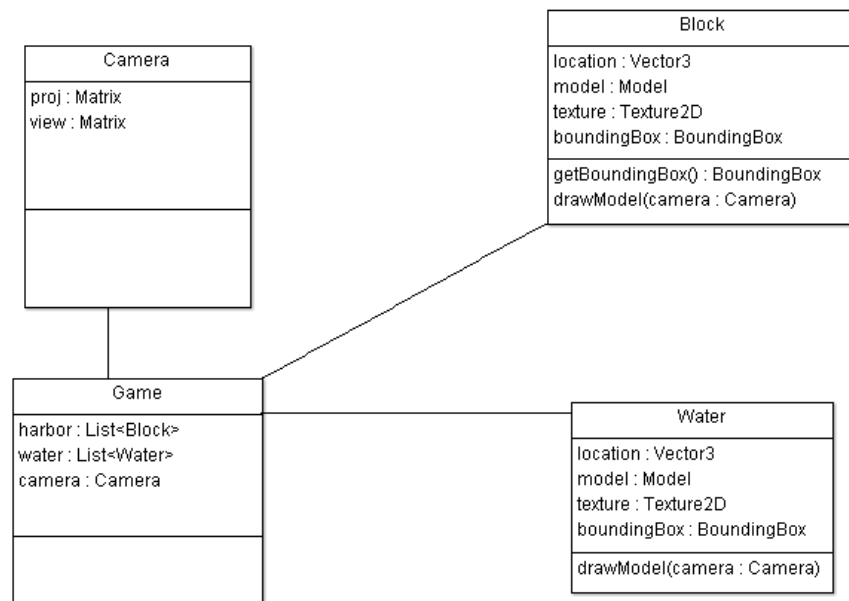 Camera
proj : Matrix
view : Matrix
Block
location : Vector3
model : Model
texture : Texture2D
boundingBox : BoundingBox
getBoundingBox() : BoundingBox
drawModel(camera : Camera)
Game
harbor : List<Block>
water : List<Water>
camera : Camera
Water
location : Vector3
model : Model
texture : Texture2D
boundingBox : BoundingBox
drawModel(camera : Camera)